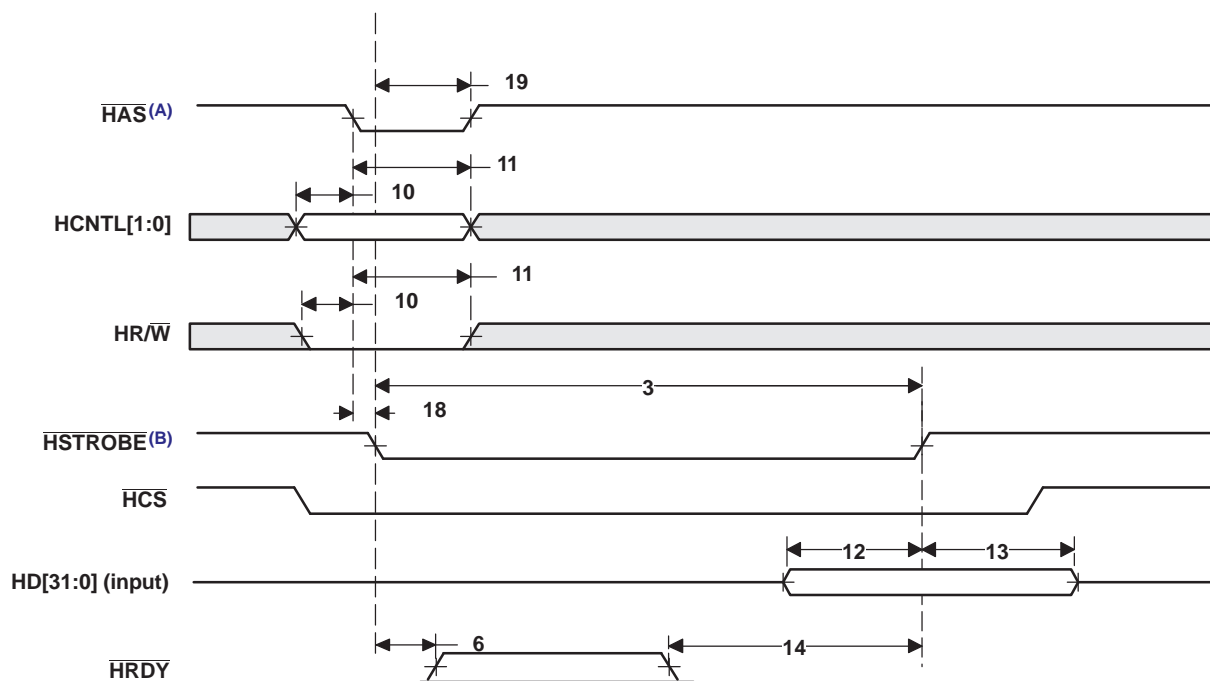 19
HAS(A)
11
10
HCNTL[1:0]
11
10
HR/W
3
18
HSTROBE(B)
HCS
12 13
HD[31:0] (input)
6 14
HRDY